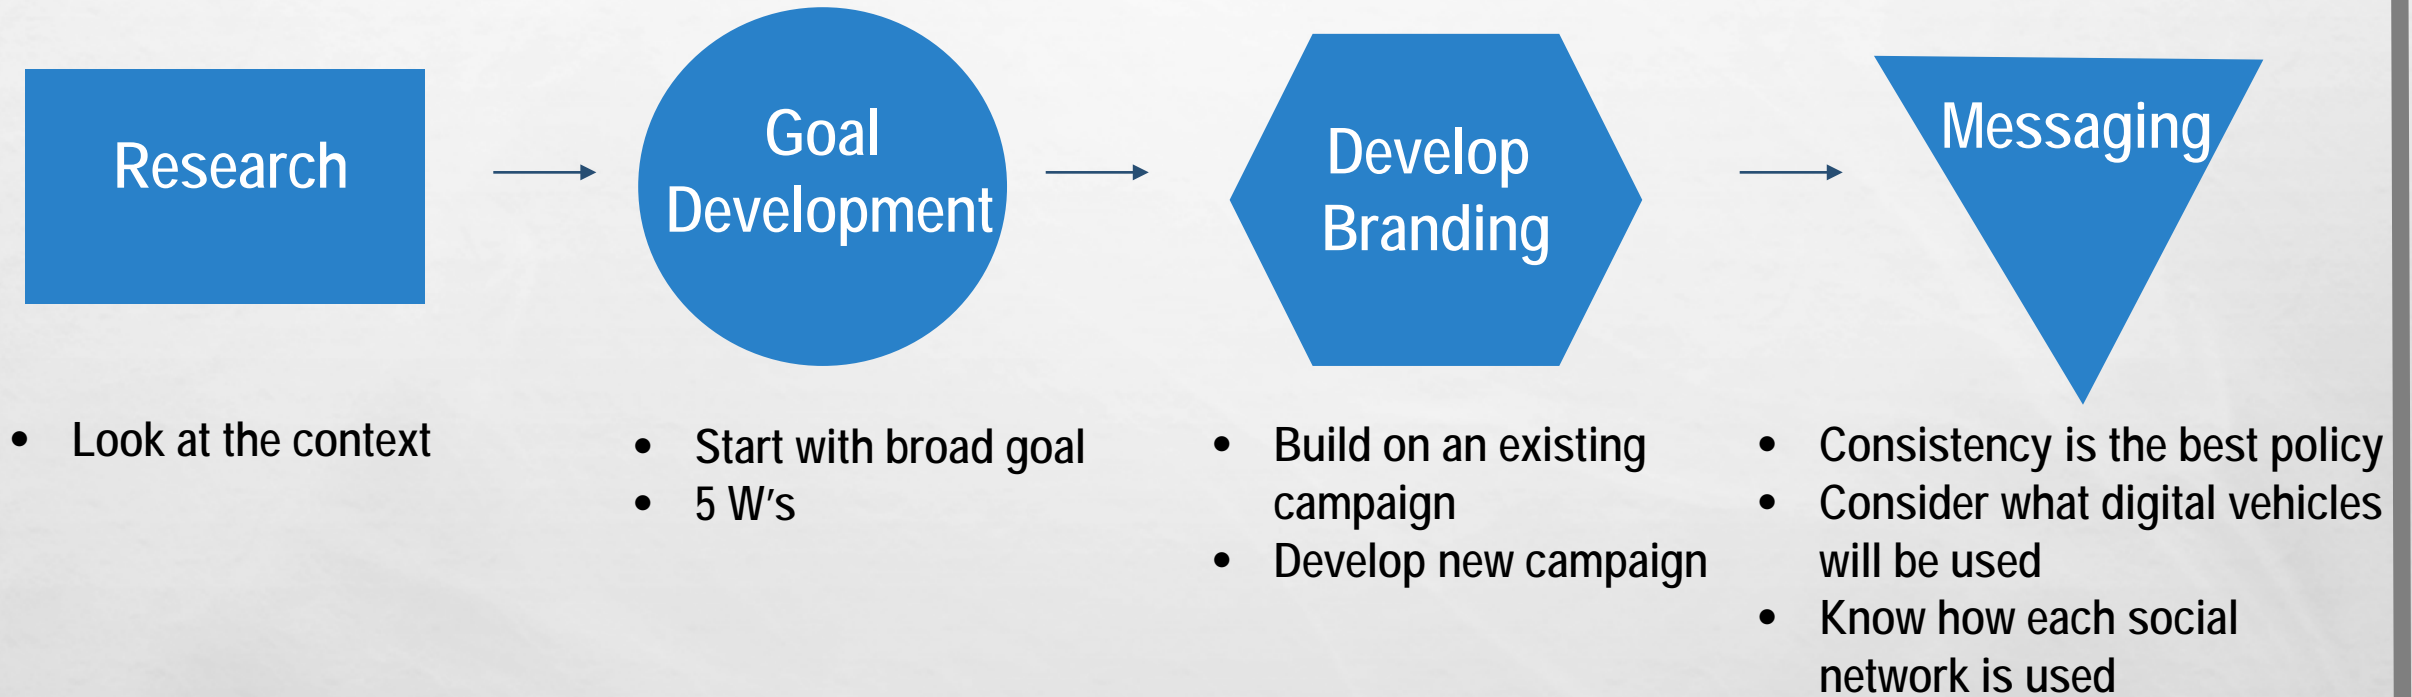 Research
Goal
Development
Develop
Branding
Messaging
• Look at the context
• Start with broad goal
• 5 W's
• Build on an existing
campaign
• Develop new campaign
• Consistency is the best policy
• Consider what digital vehicles
will be used
• Know how each social
network is used